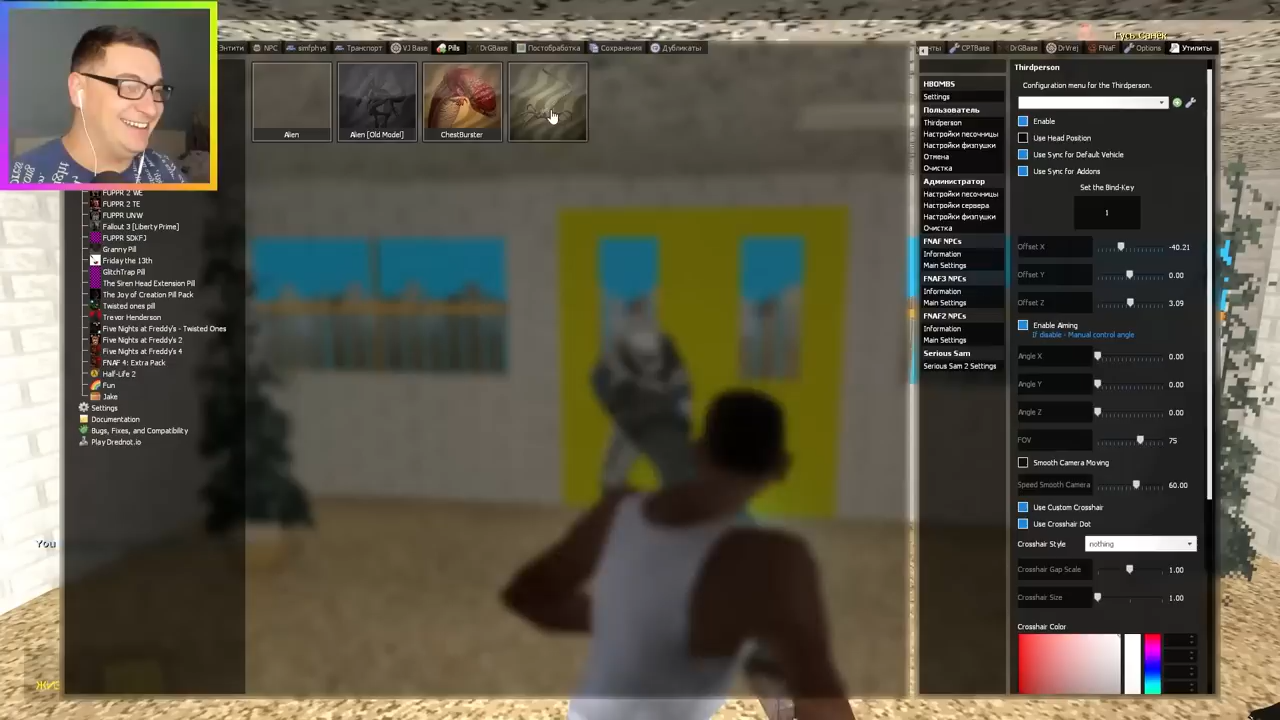 Гусь Санёк
Энтити
NPC
simfphys
Транспорт
VJ Base
Pills
DrGBase
Постобработка
Сохранения
Дубликаты
нты
CPTBase
DrGBase
DrVrej
FNaF
Options
Утилиты
Alien
Alien [Old Model]
ChestBurster
FUPPR 2 WE
FUPPR 2 TE
FUPPR UNW
Fallout 3 [Liberty Prime]
FUPPR SDKFJ
Granny Pill
Friday the 13th
GlitchTrap Pill
The Siren Head Extension Pill
The Joy of Creation Pill Pack
Twisted ones pill
Trevor Henderson
Five Nights at Freddy's - Twisted Ones
Five Nights at Freddy's 2
Five Nights at Freddy's 4
FNAF 4: Extra Pack
Half-Life 2
Fun
Jake
Settings
Documentation
Bugs, Fixes, and Compatibility
Play Drednot.io
You
HBOMBS
Settings
Пользователь
Thirdperson
Настройки песочницы
Настройки физпушки
Отмена
Очистка
Администратор
Настройки песочницы
Настройки сервера
Настройки физпушки
Очистка
FNAF NPCs
Information
Main Settings
FNAF3 NPCs
Information
Main Settings
FNAF2 NPCs
Information
Main Settings
Serious Sam
Serious Sam 2 Settings
Thirdperson
Configuration menu for the Thirdperson.
Enable
Use Head Position
Use Sync for Default Vehicle
Use Sync for Addons
Set the Bind-Key
1
Offset X -40.21
Offset Y 0.00
Offset Z 3.09
Enable Aiming
If disable - Manual control angle
Angle X 0.00
Angle Y 0.00
Angle Z 0.00
FOV 75
Smooth Camera Moving
Speed Smooth Camera 60.00
Use Custom Crosshair
Use Crosshair Dot
Crosshair Style nothing
Crosshair Gap Scale 1.00
Crosshair Size 1.00
Crosshair Color